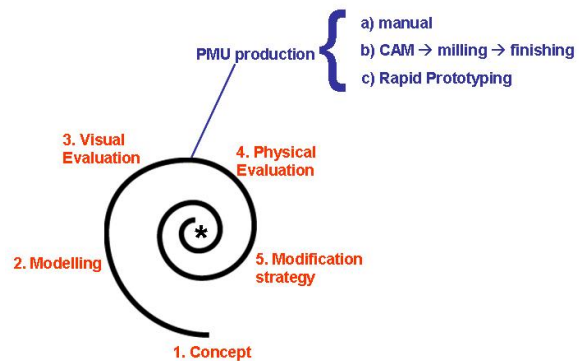 a) manual
PMU production
b) CAM → milling → finishing
c) Rapid Prototyping
3. Visual
Evaluation
4. Physical
Evaluation
*
2. Modelling
5. Modification
strategy
1. Concept